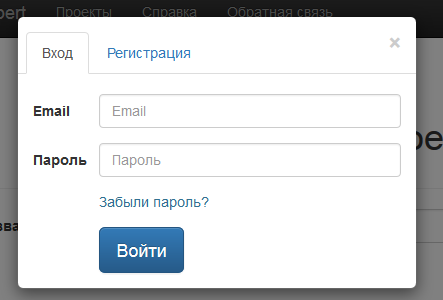 Проекты Справка Обратная связь
Вход Регистрация ×
Email Email
Пароль Пароль
Забыли пароль?
Войти